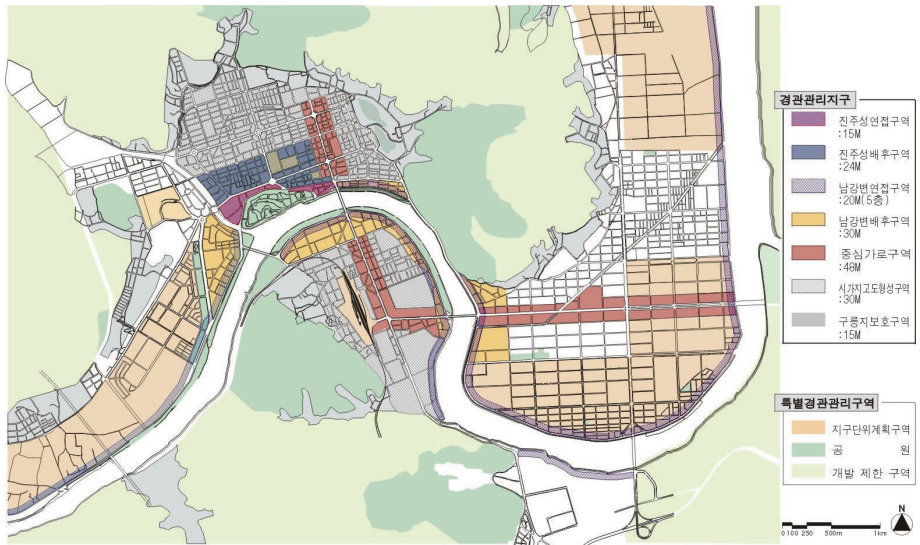 경관관리지구
진주성연접구역
:15M
진주성배후구역
:24M
남강변연접구역
:20M(5층)
남강변배후구역
:30M
중심가로구역
:48M
시가지고도형성구역
:30M
구릉지보호구역
:15M
특별경관관리구역
지구단위계획구역
공 원
개발 제한 구역
N
0 100 250 500m 1km